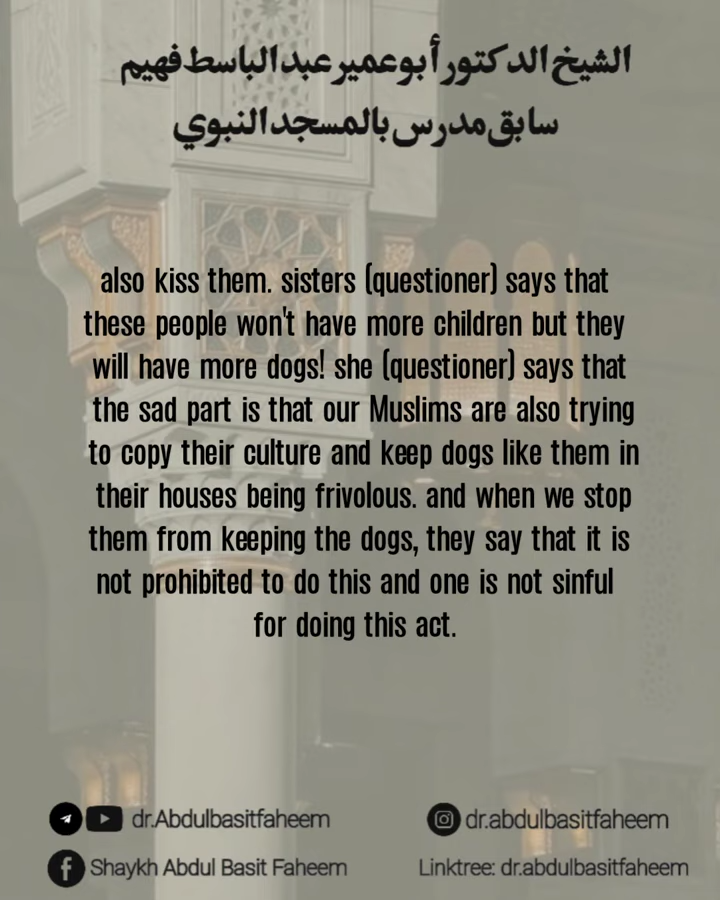 الشيخ الدكتور أبو عمير عبد الباسط فهيم
سابق مدرس بالمسجد النبوي
also kiss them. sisters (questioner) says that
these people won't have more children but they
will have more dogs! she (questioner) says that
the sad part is that our Muslims are also trying
to copy their culture and keep dogs like them in
their houses being frivolous. and when we stop
them from keeping the dogs, they say that it is
not prohibited to do this and one is not sinful
for doing this act.
dr.Abdulbasitfaheem
dr.abdulbasitfaheem
Shaykh Abdul Basit Faheem
Linktree: dr.abdulbasitfaheem